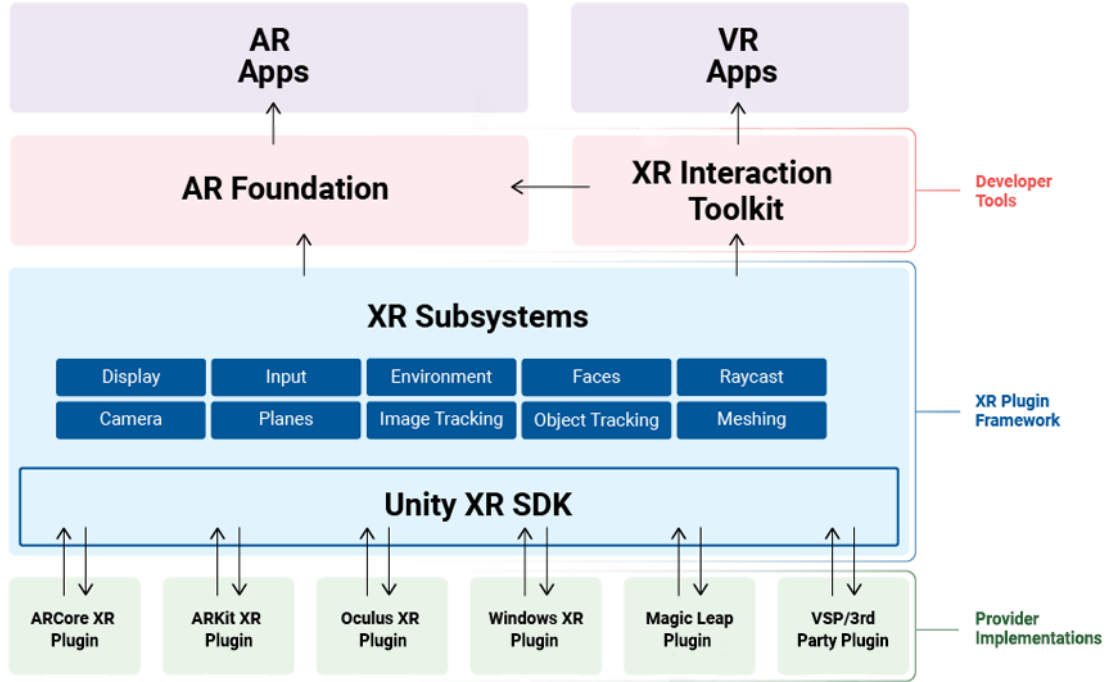 AR
Apps
VR
Apps
AR Foundation
XR Interaction
Toolkit
Developer
Tools
XR Subsystems
Display
Input
Environment
Faces
Raycast
Camera
Planes
Image Tracking
Object Tracking
Meshing
XR Plugin
Framework
Unity XR SDK
ARCore XR
Plugin
ARKit XR
Plugin
Oculus XR
Plugin
Windows XR
Plugin
Magic Leap
Plugin
VSP/3rd
Party Plugin
Provider
Implementations